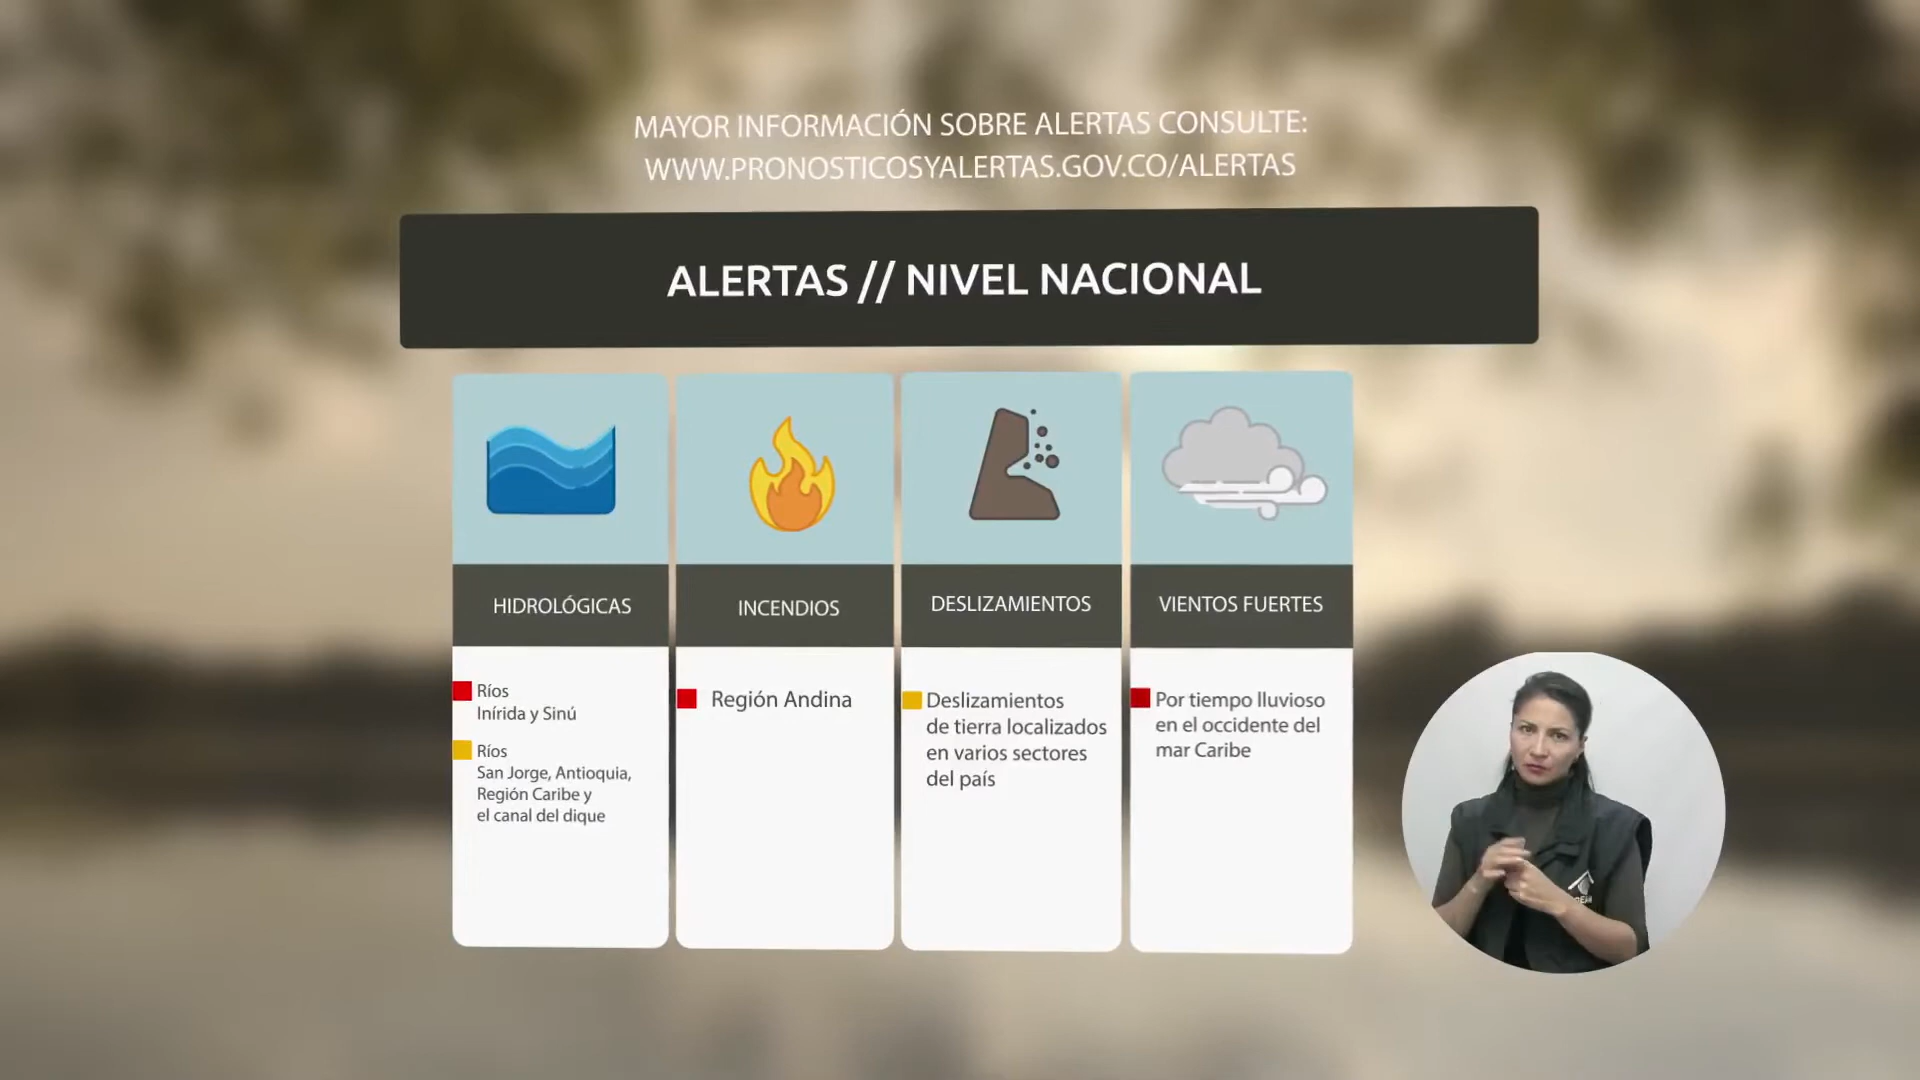 MAYOR INFORMACIÓN SOBRE ALERTAS CONSULTE:
WWW.PRONOSTICOSYALERTAS.GOV.CO/ALERTAS
ALERTAS // NIVEL NACIONAL
HIDROLÓGICAS
Ríos
Inírida y Sinú
Ríos
San Jorge, Antioquia,
Región Caribe y
el canal del dique
INCENDIOS
Región Andina
DESLIZAMIENTOS
Deslizamientos
de tierra localizados
en varios sectores
del país
VIENTOS FUERTES
Por tiempo lluvioso
en el occidente del
mar Caribe